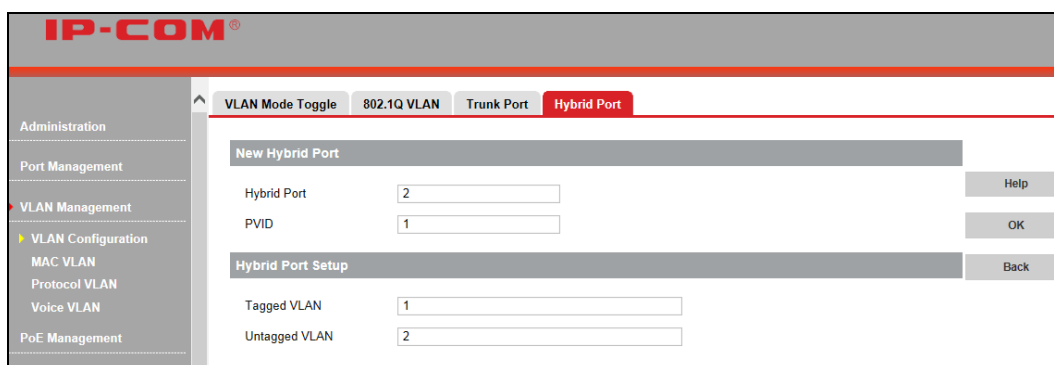 IP-COM®
VLAN Mode Toggle 802.1Q VLAN Trunk Port Hybrid Port
Administration
Port Management
VLAN Management
VLAN Configuration
MAC VLAN
Protocol VLAN
Voice VLAN
PoE Management
New Hybrid Port
Hybrid Port 2
PVID 1
Hybrid Port Setup
Tagged VLAN 1
Untagged VLAN 2
Help
OK
Back